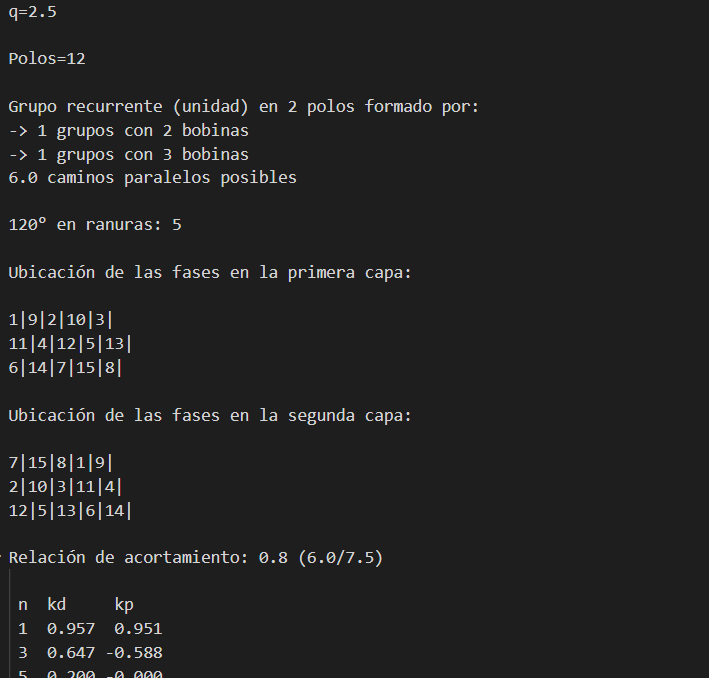 q=2.5
Polos=12
Grupo recurrente (unidad) en 2 polos formado por:
-> 1 grupos con 2 bobinas
-> 1 grupos con 3 bobinas
6.0 caminos paralelos posibles
120º en ranuras: 5
Ubicación de las fases en la primera capa:
1|9|2|10|3|
11|4|12|5|13|
6|14|7|15|8|
Ubicación de las fases en la segunda capa:
7|15|8|1|9|
2|10|3|11|4|
12|5|13|6|14|
Relación de acortamiento: 0.8 (6.0/7.5)
n kd kp
1 0.957 0.951
3 0.647 -0.588
5 0.200 -0.000